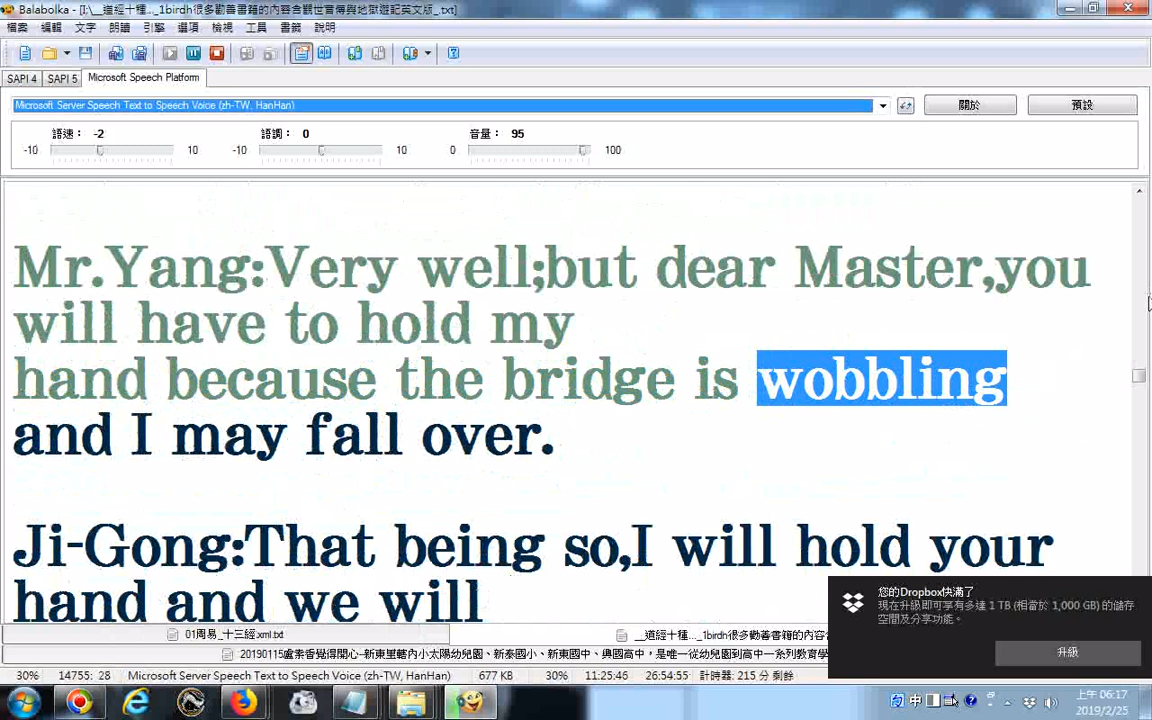 Balabolka - [I:\__道經十種..._1birdh很多勸善書籍的內容含觀世音傳與地獄遊記英文版_.txt]
檔案 編輯 文字 朗讀 引擎 選項 檢視 工具 書籤 說明
SAPI 4 SAPI 5 Microsoft Speech Platform
Microsoft Server Speech Text to Speech Voice (zh-TW, HanHan) 關於 預設
語速： -2 語調： 0 音量： 95
-10 10 -10 10 0 100
Mr.Yang:Very well;but dear Master,you
will have to hold my
hand because the bridge is wobbling
and I may fall over.
Ji-Gong:That being so,I will hold your
hand and we will
您的Dropbox快滿了
現在升級即可享有多達 1 TB (相當於 1,000 GB) 的儲存
空間及分享功能。
升級
01周易_十三經.xml.txt __道經十種..._1birdh很多勸善書籍的內容含
20190115盧素香覺得開心-新東里轄內小太陽幼兒園、新泰國小、新東國中、興國高中，是唯一從幼兒園到高中一系列教育學
30% 14755: 28 Microsoft Server Speech Text to Speech Voice (zh-TW, HanHan) 677 KB 30% 11:25:46 26:54:55 計時器: 215 分 剩餘
中 上午 06:17
2019/2/25